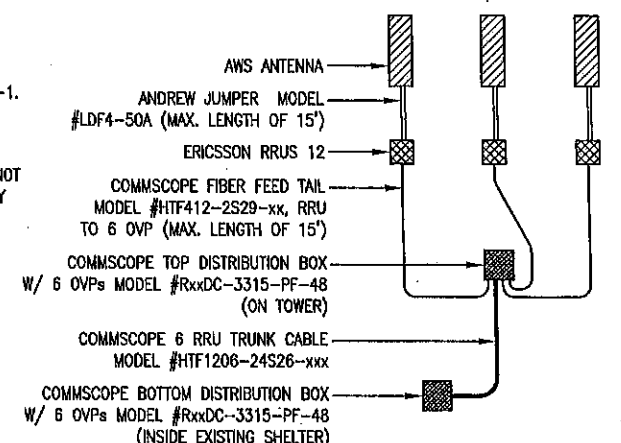 -1.
NOT
Y
AWS ANTENNA
ANDREW JUMPER MODEL
#LDF4-50A (MAX. LENGTH OF 15')
ERICSSON RRUS 12
COMMSCOPE FIBER FEED TAIL
MODEL #HTF412-2S29-xx, RRU
TO 6 OVP (MAX. LENGTH OF 15')
COMMSCOPE TOP DISTRIBUTION BOX
W/ 6 OVPs MODEL #RxxDC-3315-PF-48
(ON TOWER)
COMMSCOPE 6 RRU TRUNK CABLE
MODEL #HTF1206-24S26-xxx
COMMSCOPE BOTTOM DISTRIBUTION BOX
W/ 6 OVPs MODEL #RxxDC-3315-PF-48
(INSIDE EXISTING SHELTER)